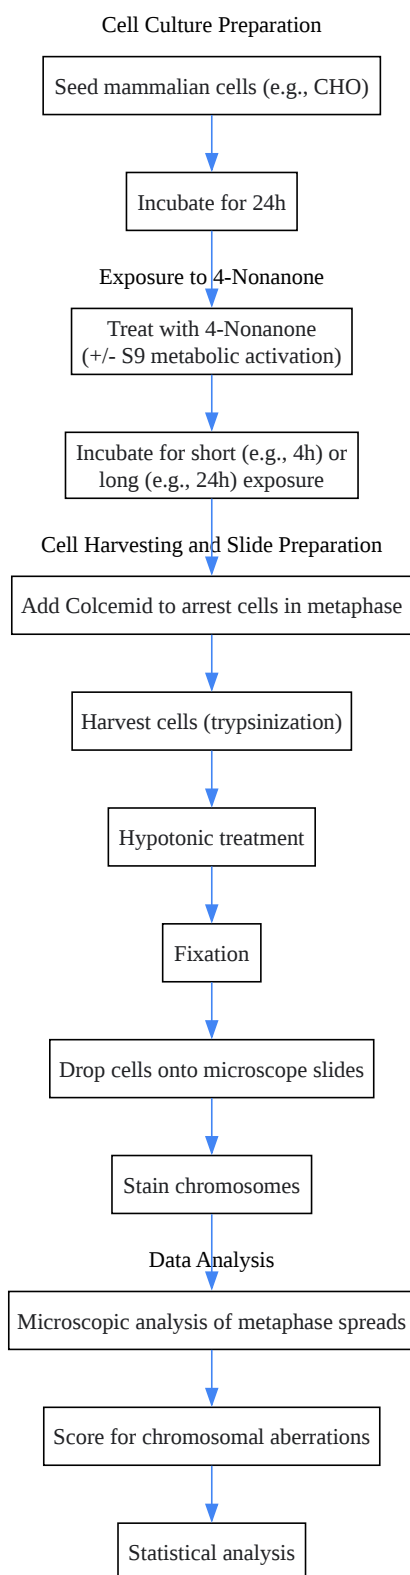 Cell Culture Preparation
Seed mammalian cells (e.g., CHO)
Incubate for 24h
Exposure to 4-Nonanone
Treat with 4-Nonanone
(+/- S9 metabolic activation)
Incubate for short (e.g., 4h) or
long (e.g., 24h) exposure
Cell Harvesting and Slide Preparation
Add Colcemid to arrest cells in metaphase
Harvest cells (trypsinization)
Hypotonic treatment
Fixation
Drop cells onto microscope slides
Stain chromosomes
Data Analysis
Microscopic analysis of metaphase spreads
Score for chromosomal aberrations
Statistical analysis